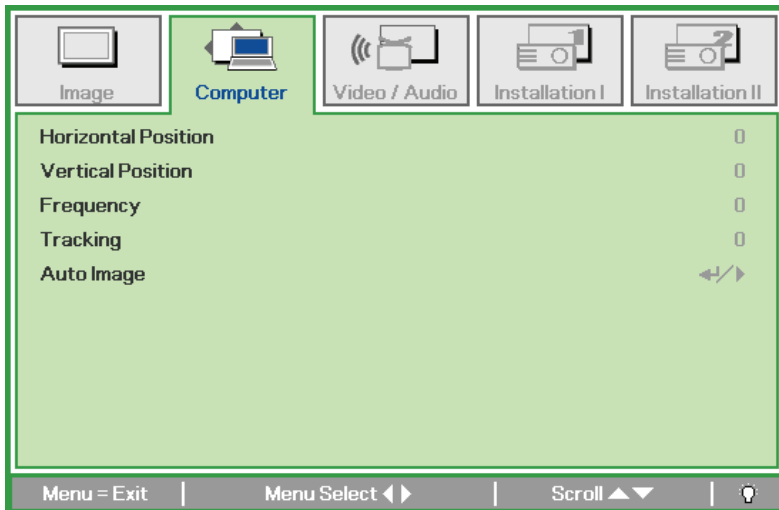 Image Computer Video / Audio Installation I Installation II
Horizontal Position 0
Vertical Position 0
Frequency 0
Tracking 0
Auto Image
Menu = Exit Menu Select Scroll